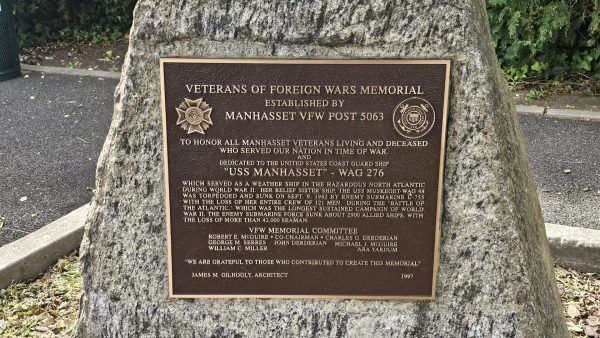 VETERANS OF FOREIGN WARS MEMORIAL
ESTABLISHED BY
MANHASSET VFW POST 5063
TO HONOR ALL MANHASSET VETERANS LIVING AND DECEASED
WHO SERVED OUR NATION IN TIME OF WAR.
AND
DEDICATED TO THE UNITED STATES COAST GUARD SHIP
"USS MANHASSET" - WAG 276
WHICH SERVED AS A WEATHER SHIP IN THE HAZARDOUS NORTH ATLANTIC
DURING WORLD WAR II. HER RELIEF SISTER SHIP, THE USS MUSKEGET-WAG 48
WAS TORPEDOED AND SUNK ON SEPT. 9, 1942 BY ENEMY SUBMARINE U-755
WITH THE LOSS OF HER ENTIRE CREW OF 121 MEN. DURING THE "BATTLE OF
THE ATLANTIC," WHICH WAS THE LONGEST SUSTAINED CAMPAIGN OF WORLD
WAR II, THE ENEMY SUBMARINE FORCE SUNK ABOUT 2900 ALLIED SHIPS, WITH
THE LOSS OF MORE THAN 42,000 SEAMAN.
VFW MEMORIAL COMMITTEE
ROBERT E. McGUIRE • CO-CHAIRMAN • CHARLES G. DERDERIAN
GEORGE M. SERRES JOHN DERDERIAN MICHAEL J. McGUIRE
WILLIAM C. MILLER ARA YARDUM
"WE ARE GRATEFUL TO THOSE WHO CONTRIBUTED TO CREATE THIS MEMORIAL"
JAMES M. GILHOOLY, ARCHITECT 1997